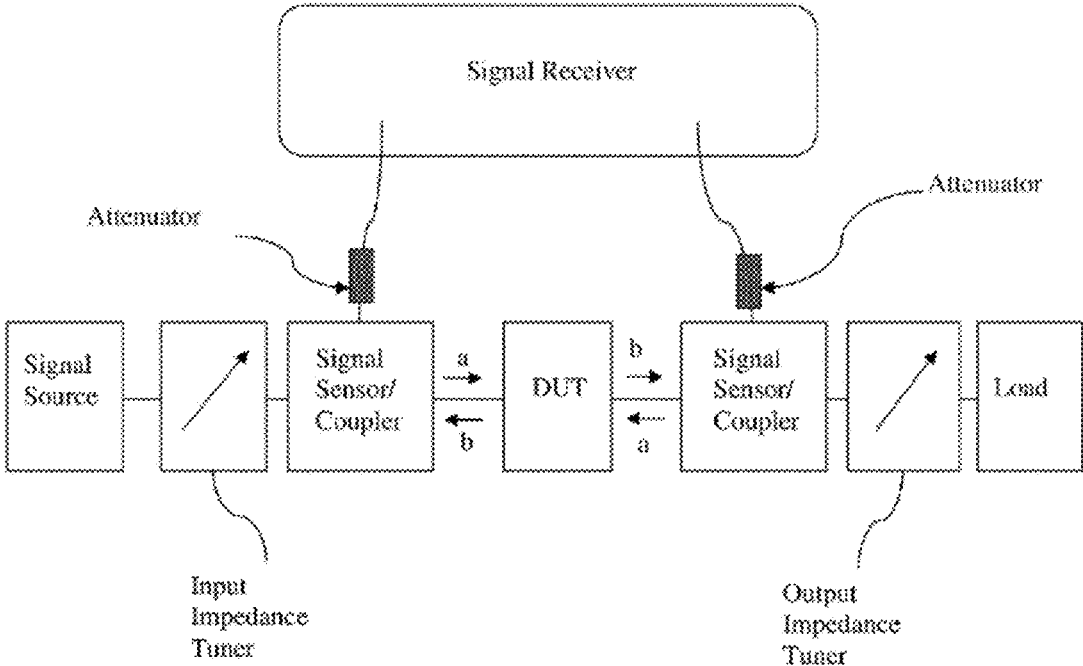 Signal Receiver
Attenuator
Attenuator
Signal
Source
Signal
Sensor/
Coupler
a
b
DUT
b
a
Signal
Sensor/
Coupler
Load
Input
Impedance
Tuner
Output
Impedance
Tuner